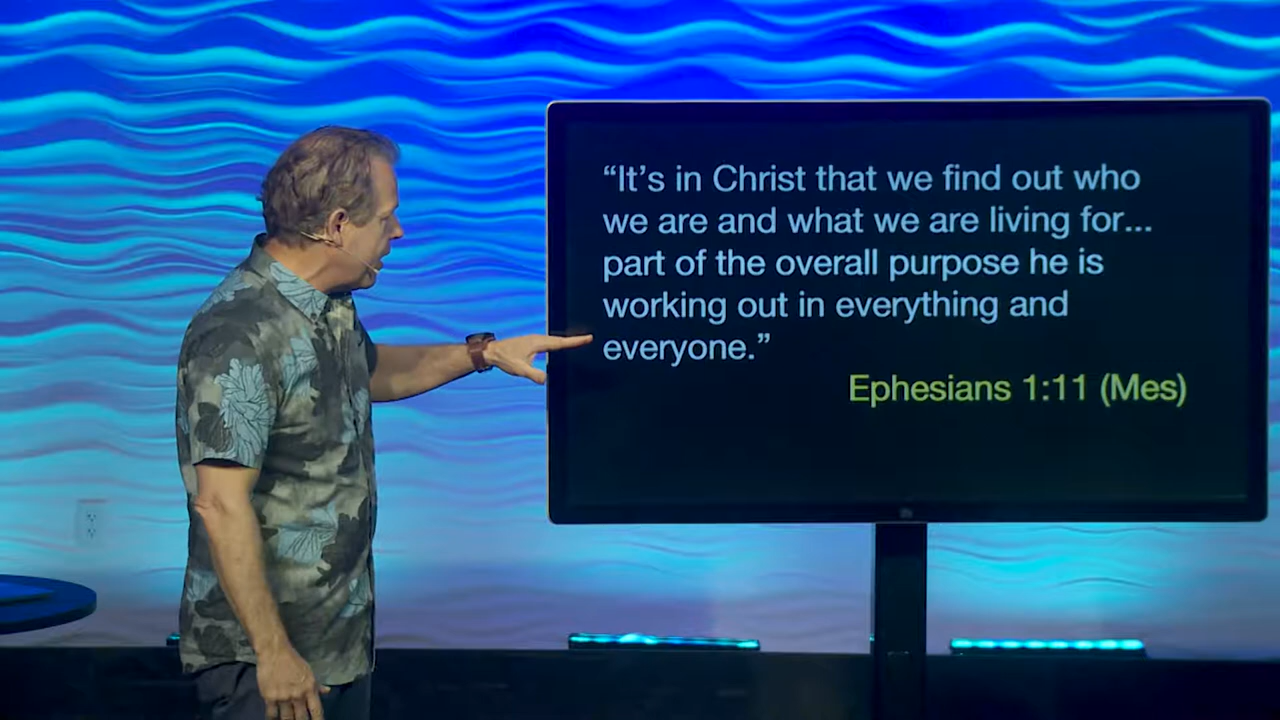 “It’s in Christ that we find out who
we are and what we are living for...
part of the overall purpose he is
working out in everything and
everyone.”
Ephesians 1:11 (Mes)